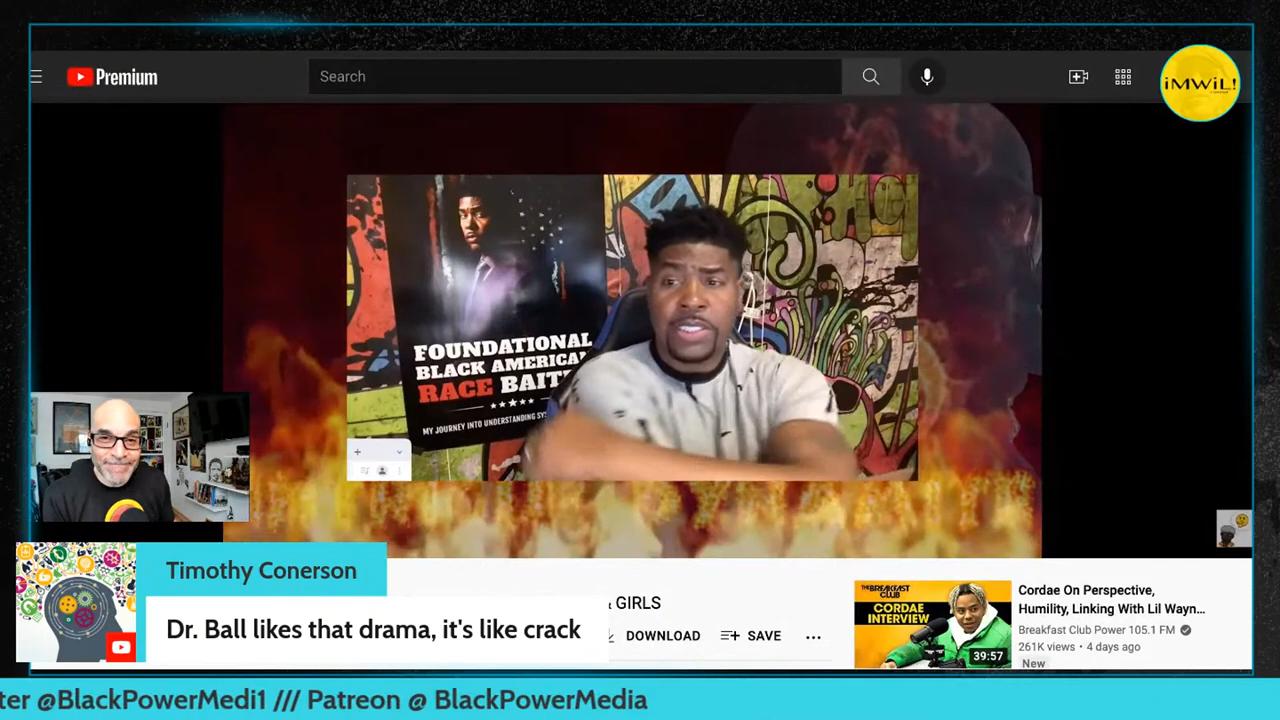 Premium
Search
iMWiL!
FOUNDATIONAL
BLACK AMERICAN
RACE BAIT
MY JOURNEY INTO UNDERSTANDING
Timothy Conerson
Dr. Ball likes that drama, it's like crack
GIRLS
DOWNLOAD
SAVE
THE BREAKFAST
CLUB
CORDAE
INTERVIEW
39:57
Cordae On Perspective,
Humility, Linking With Lil Wayn...
Breakfast Club Power 105.1 FM
261K views • 4 days ago
New
ter @BlackPowerMedi1 /// Patreon @ BlackPowerMedia